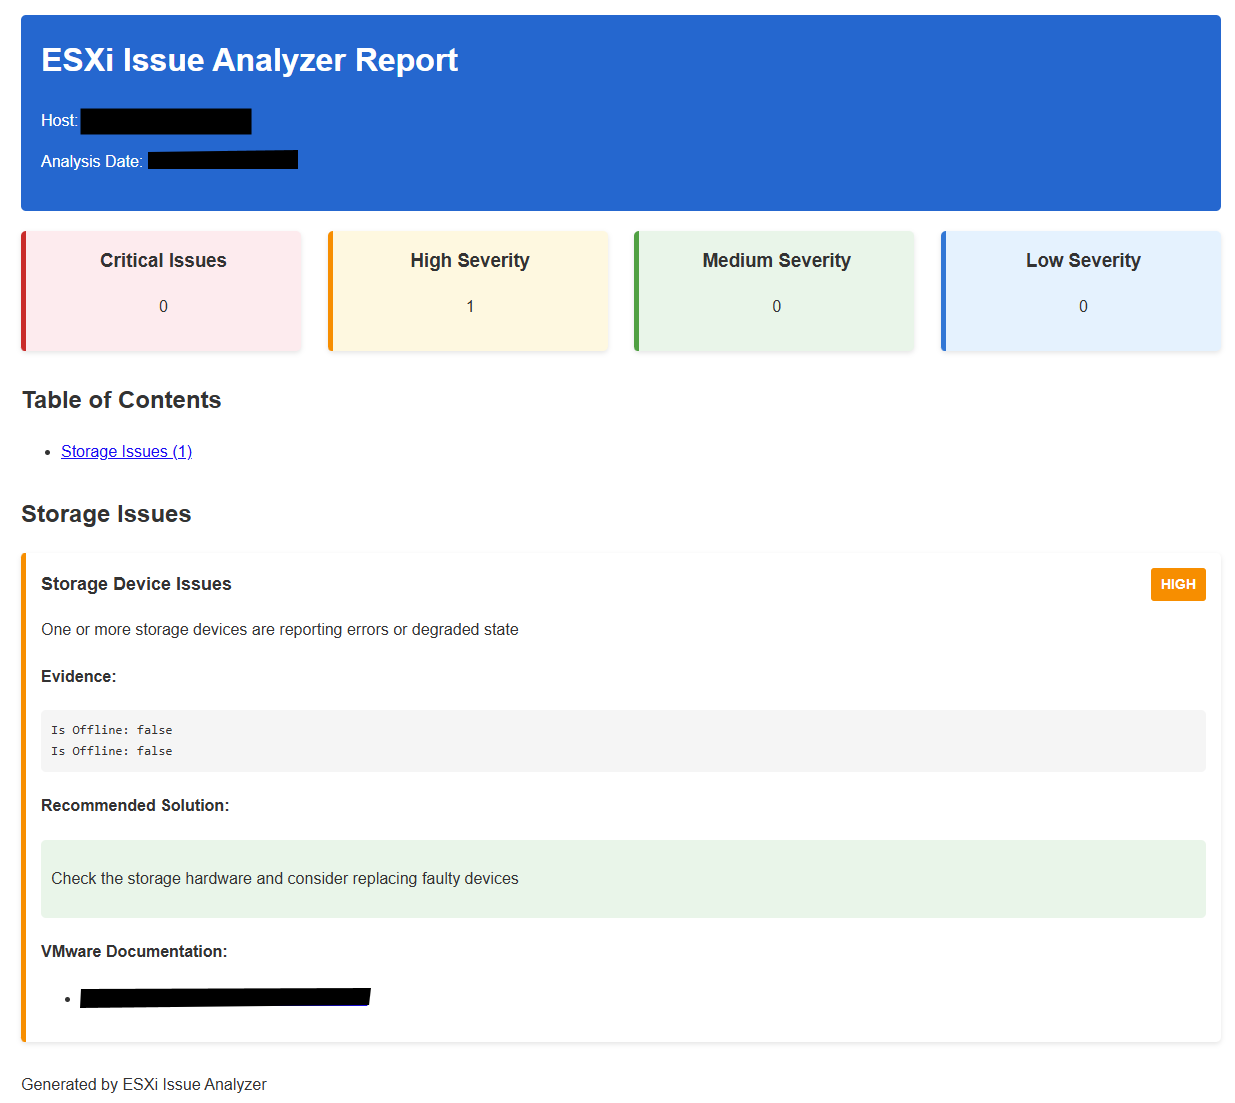 ESXi Issue Analyzer Report
Host:
Analysis Date:
Critical Issues
0
High Severity
1
Medium Severity
0
Low Severity
0
Table of Contents
Storage Issues (1)
Storage Issues
Storage Device Issues
HIGH
One or more storage devices are reporting errors or degraded state
Evidence:
Is Offline: false
Is Offline: false
Recommended Solution:
Check the storage hardware and consider replacing faulty devices
VMware Documentation:
Generated by ESXi Issue Analyzer